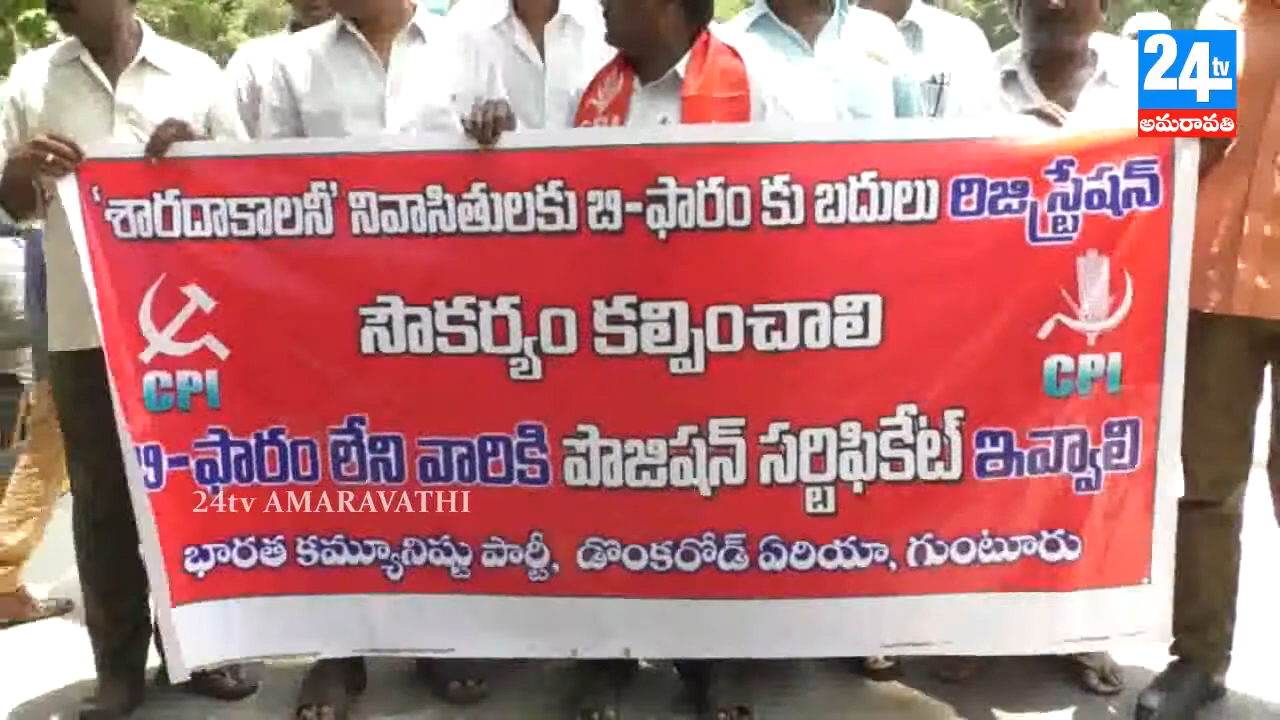 24tv
అమరావతి
CPI
'శారదాకాలనీ' నివాసితులకు బి-ఫారం కు బదులు రిజిస్ట్రేషన్
సౌకర్యం కల్పించాలి
CPI
CPI
బి-ఫారం లేని వారికి పొజిషన్ సర్టిఫికేట్ ఇవ్వాలి
24tv AMARAVATHI
భారత కమ్యూనిష్టు పార్టీ, డొంకరోడ్ ఏరియా, గుంటూరు